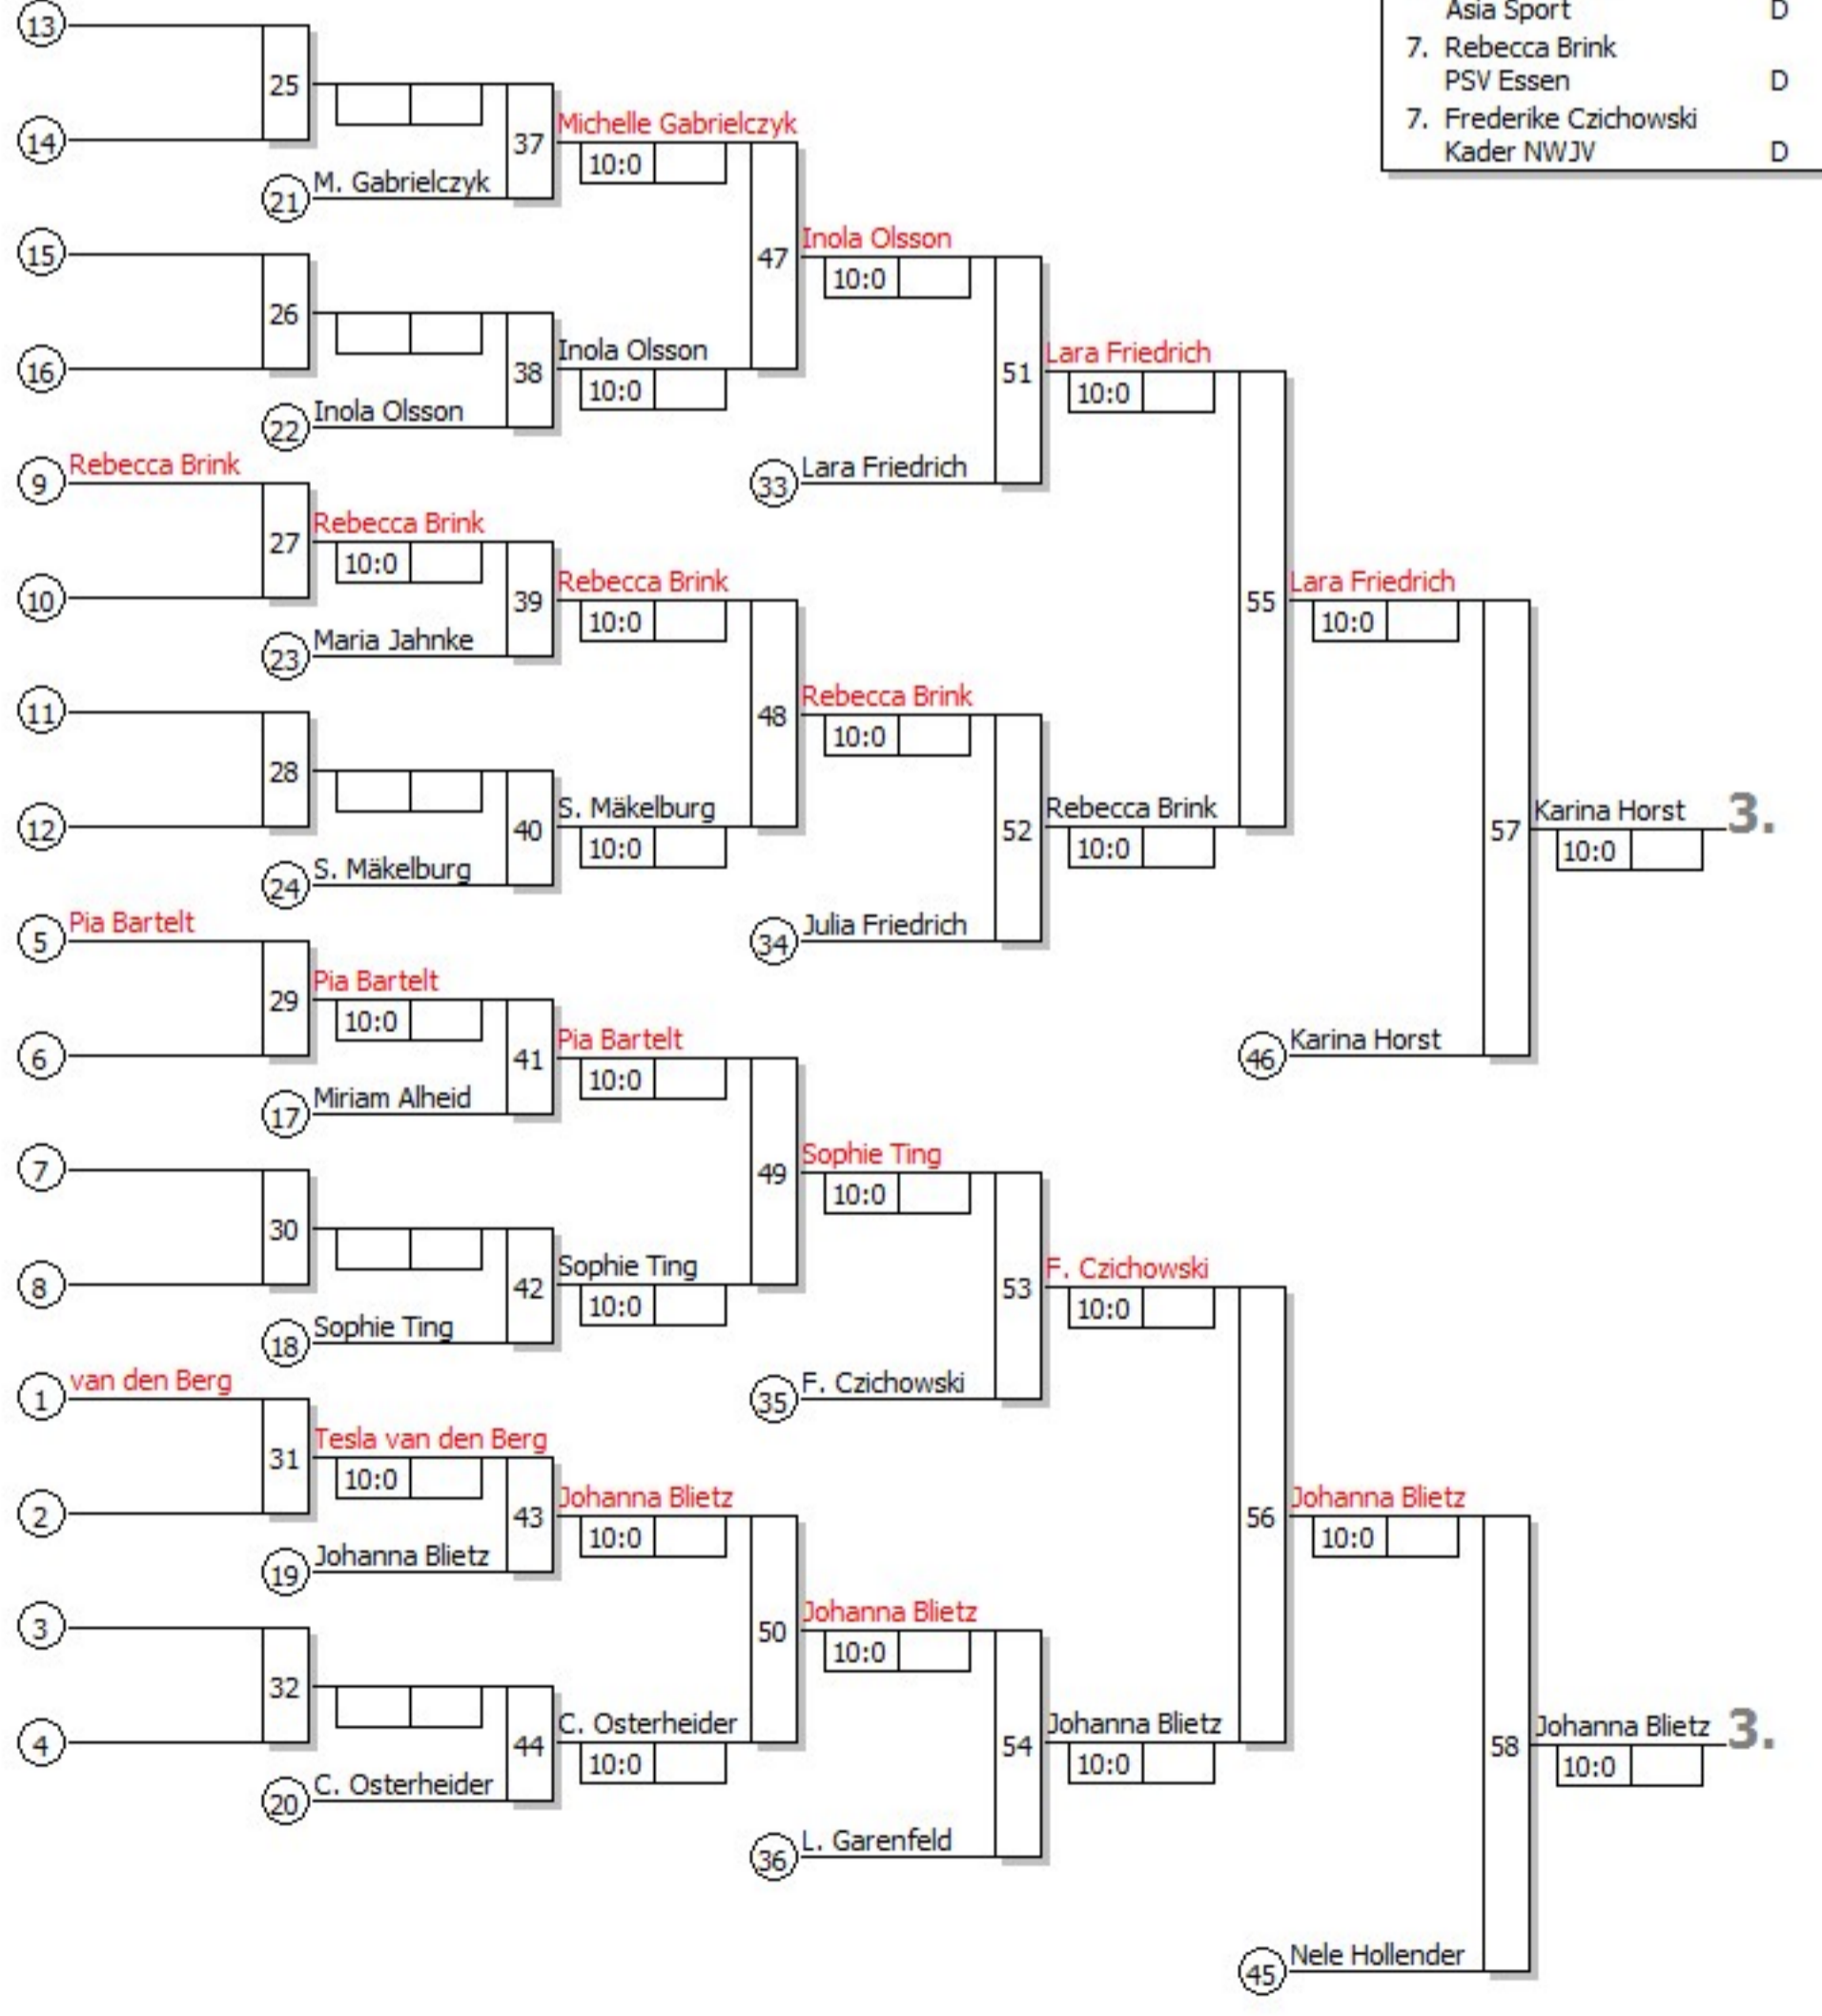 13
Asia Sport D
7. Rebecca Brink
PSV Essen D
7. Frederike Czichowski
Kader NWJV D
25
14
37
Michelle Gabrielczyk
10:0
M. Gabrielczyk
21
15
47
Inola Olsson
10:0
26
16
38
Inola Olsson
10:0
22
Inola Olsson
51
Lara Friedrich
10:0
33
Lara Friedrich
9
Rebecca Brink
27
Rebecca Brink
10:0
10
39
Rebecca Brink
10:0
23
Maria Jahnke
55
Lara Friedrich
10:0
11
48
Rebecca Brink
10:0
28
12
40
S. Mäkelburg
10:0
24
S. Mäkelburg
52
Rebecca Brink
10:0
57
Karina Horst
3.
10:0
5
Pia Bartelt
34
Julia Friedrich
29
Pia Bartelt
10:0
6
41
Pia Bartelt
10:0
46
Karina Horst
17
Miriam Alheid
7
49
Sophie Ting
10:0
30
8
42
Sophie Ting
10:0
18
Sophie Ting
53
F. Czichowski
10:0
1
van den Berg
35
F. Czichowski
31
Tesla van den Berg
10:0
2
43
Johanna Blietz
10:0
56
Johanna Blietz
10:0
19
Johanna Blietz
3
50
Johanna Blietz
10:0
32
4
44
C. Osterheider
10:0
54
Johanna Blietz
10:0
58
Johanna Blietz
3.
10:0
20
C. Osterheider
36
L. Garenfeld
45
Nele Hollender